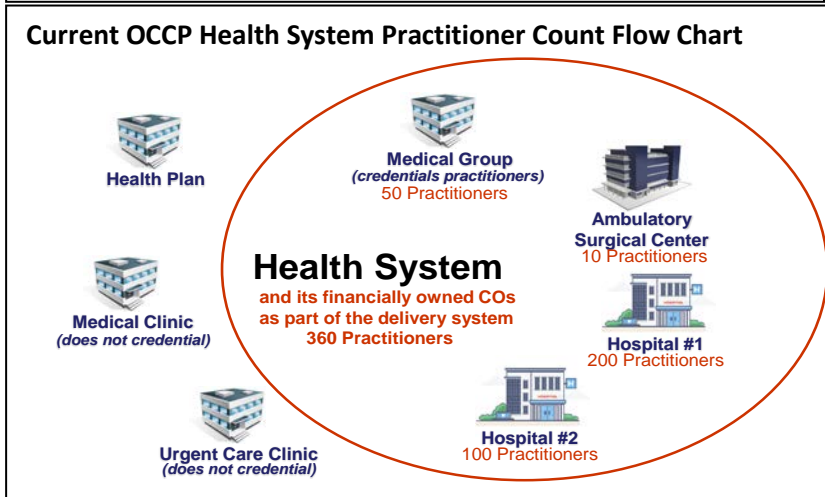 Current OCCP Health System Practitioner Count Flow Chart
Health Plan
Medical Group
(credentials practitioners)
50 Practitioners
Ambulatory
Surgical Center
10 Practitioners
Health System
and its financially owned COs
as part of the delivery system
360 Practitioners
Medical Clinic
(does not credential)
H
HOSPITAL
Hospital #1
200 Practitioners
H
HOSPITAL
Hospital #2
100 Practitioners
Urgent Care Clinic
(does not credential)